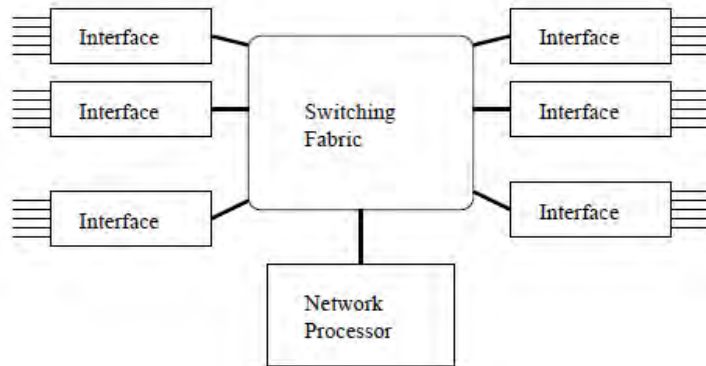 Interface
Interface
Interface
Interface
Switching
Fabric
Interface
Interface
Network
Processor